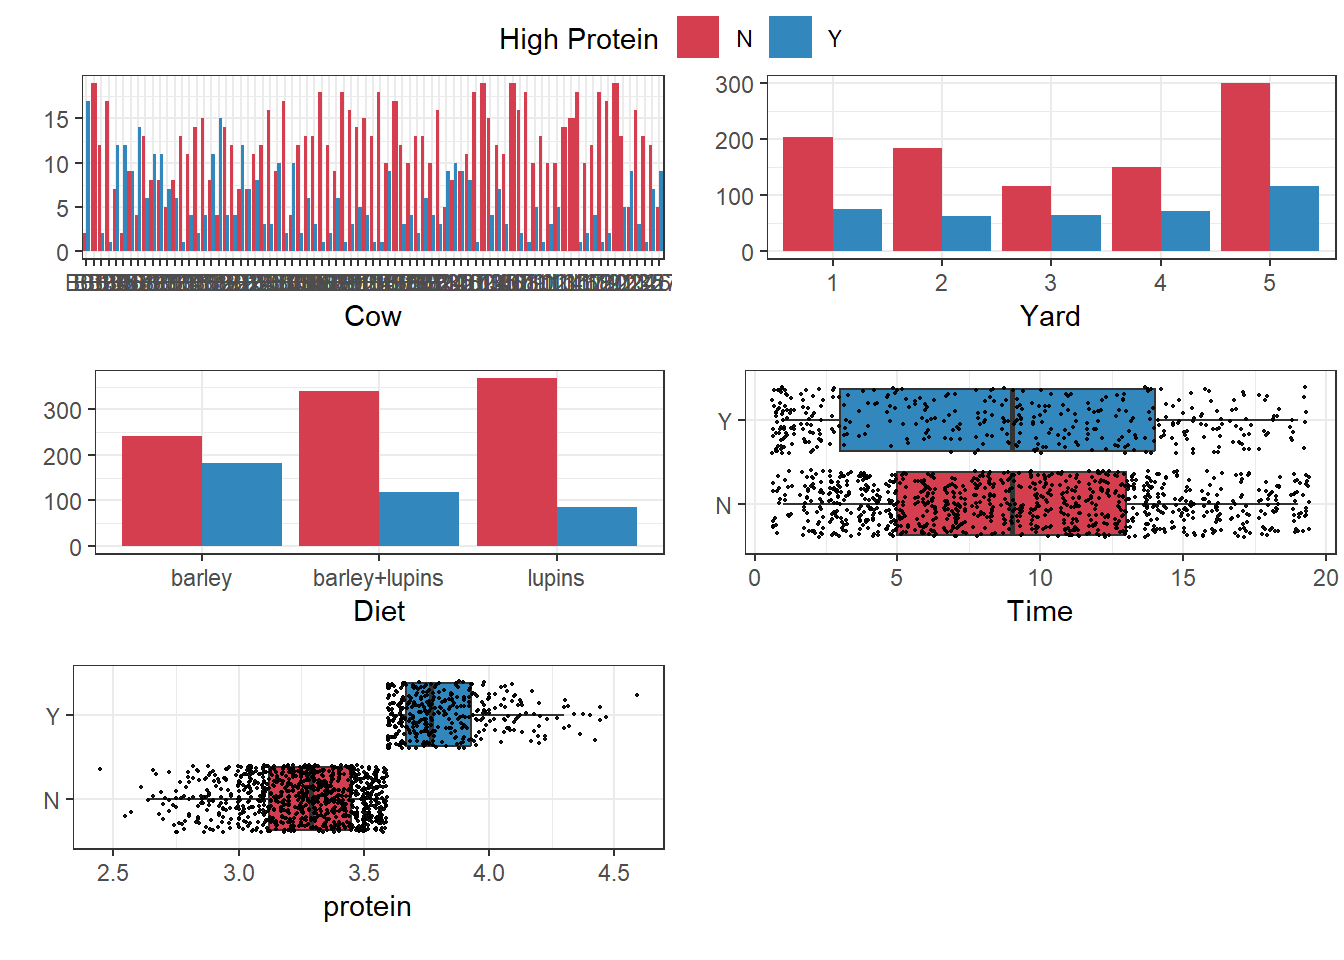 High Protein N Y
15
10
5
0
Cow
300
200
100
0
1 2 3 4 5
Yard
300
200
100
0
barley barley+lupins lupins
Diet
Y
N
0 5 10 15 20
Time
Y
N
2.5 3.0 3.5 4.0 4.5
protein